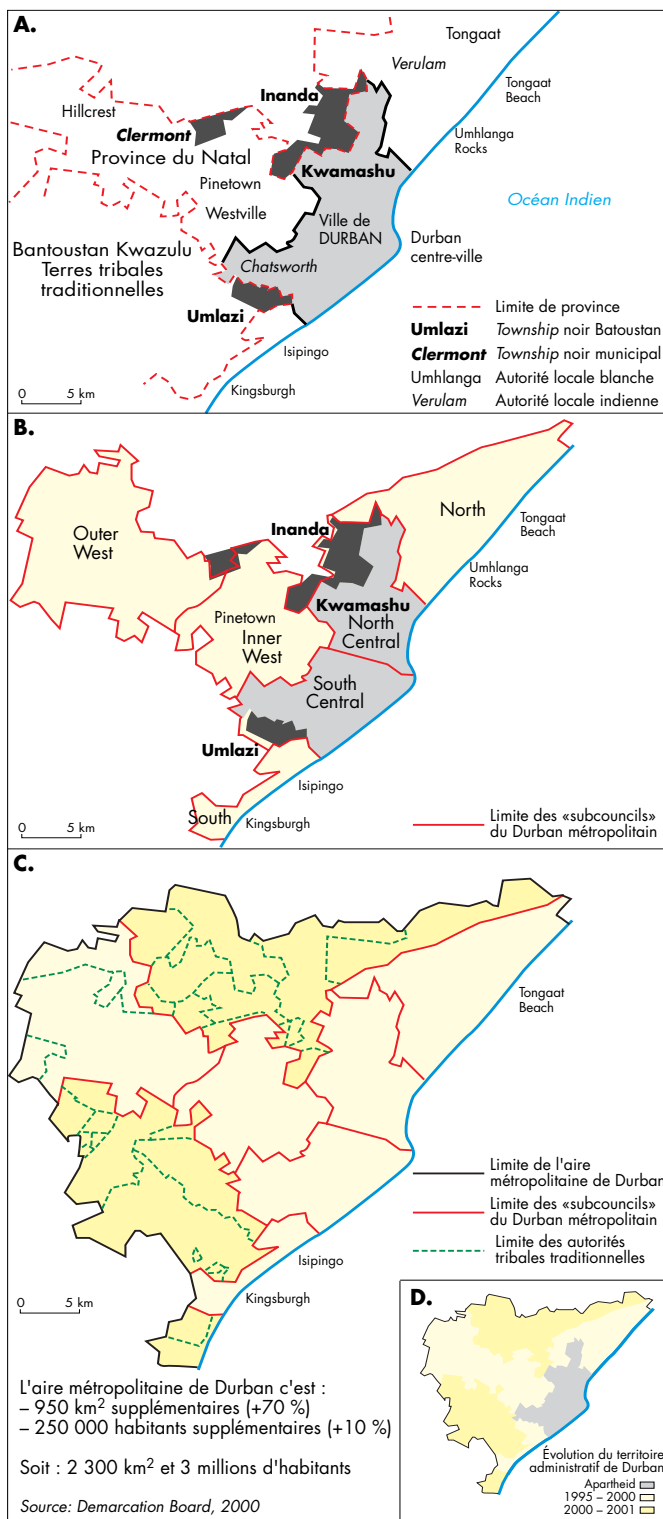 A.
Tongaat
Verulam
Inanda
Tongaat
Beach
Hillcrest
Clermont
Umhlanga
Rocks
Province du Natal
Kwamashu
Pinetown
Océan Indien
Westville
Ville de
DURBAN
Durban
centre-ville
Bantoustan Kwazulu
Terres tribales
traditionnelles
Chatsworth
Umlazi
Isipingo
Kingsburgh
0 5 km
Limite de province
Umlazi Township noir Batoustan
Clermont Township noir municipal
Umhlanga Autorité locale blanche
Verulam Autorité locale indienne
B.
North
Outer
West
Inanda
Tongaat
Beach
Umhlanga
Rocks
Kwamashu
Pinetown
Inner
West
North
Central
South
Central
Umlazi
Isipingo
South
Kingsburgh
0 5 km
Limite des «subcouncils»
du Durban métropolitain
C.
Tongaat
Beach
Limite de l'aire
métropolitaine de Durban
Limite des «subcouncils»
du Durban métropolitain
Limite des autorités
tribales traditionnelles
Isipingo
Kingsburgh
0 5 km
L'aire métropolitaine de Durban c'est :
– 950 km² supplémentaires (+70 %)
– 250 000 habitants supplémentaires (+10 %)
Soit : 2 300 km² et 3 millions d'habitants
Source: Demarcation Board, 2000
D.
Évolution du territoire
administratif de Durban
Apartheid
1995 – 2000
2000 – 2001